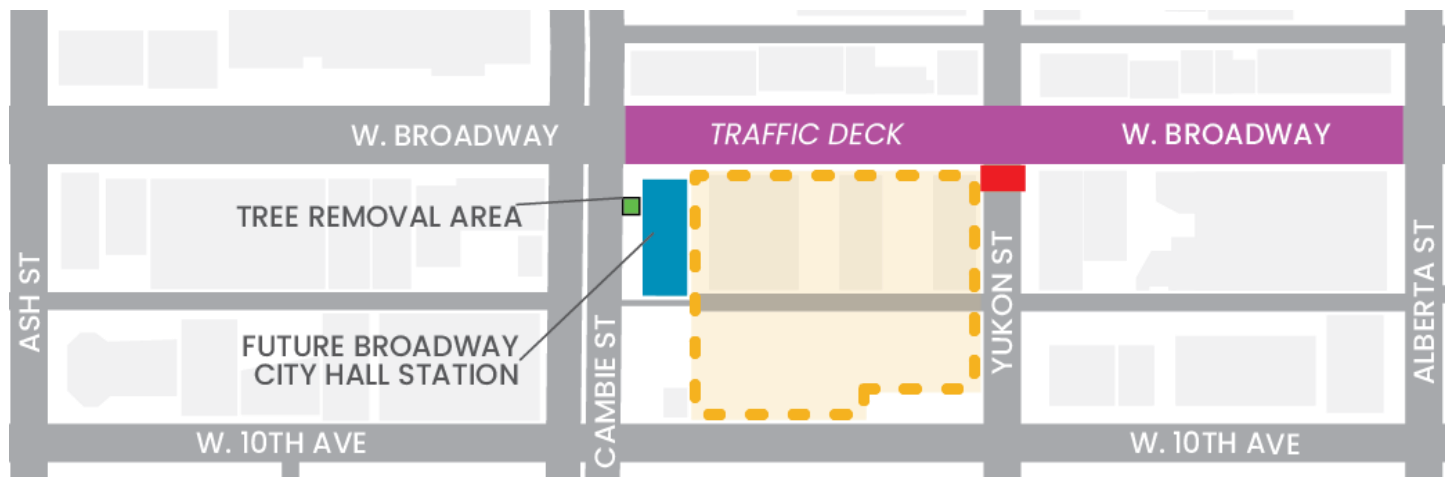 W. BROADWAY
TRAFFIC DECK
W. BROADWAY
TREE REMOVAL AREA
ASH ST
CAMBIE ST
YUKON ST
ALBERTA ST
FUTURE BROADWAY
CITY HALL STATION
W. 10TH AVE
W. 10TH AVE